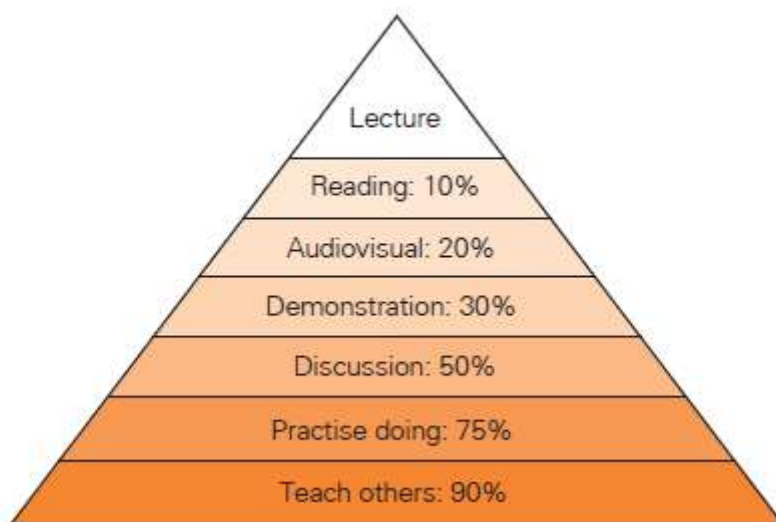 Lecture
Reading: 10%
Audiovisual: 20%
Demonstration: 30%
Discussion: 50%
Practise doing: 75%
Teach others: 90%